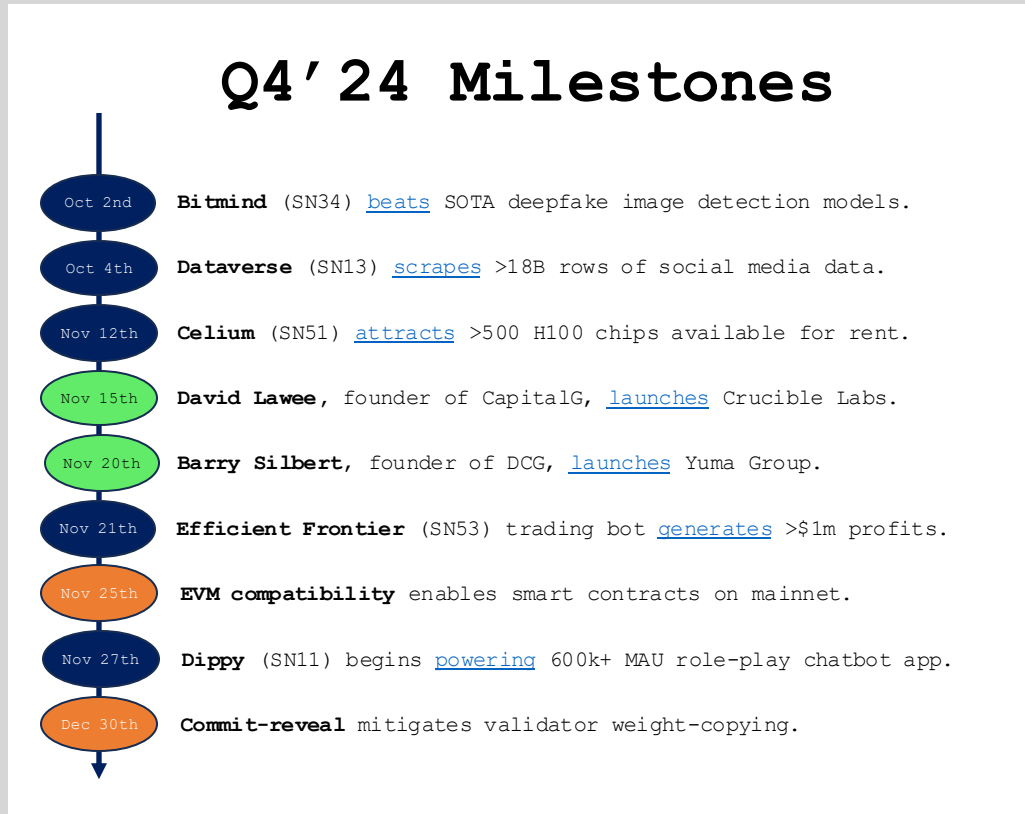 Q4’24 Milestones
Oct 2nd Bitmind (SN34) beats SOTA deepfake image detection models.
Oct 4th Dataverse (SN13) scrapes >18B rows of social media data.
Nov 12th Celium (SN51) attracts >500 H100 chips available for rent.
Nov 15th David Lawee, founder of CapitalG, launches Crucible Labs.
Nov 20th Barry Silbert, founder of DCG, launches Yuma Group.
Nov 21th Efficient Frontier (SN53) trading bot generates >$1m profits.
Nov 25th EVM compatibility enables smart contracts on mainnet.
Nov 27th Dippy (SN11) begins powering 600k+ MAU role-play chatbot app.
Dec 30th Commit-reveal mitigates validator weight-copying.